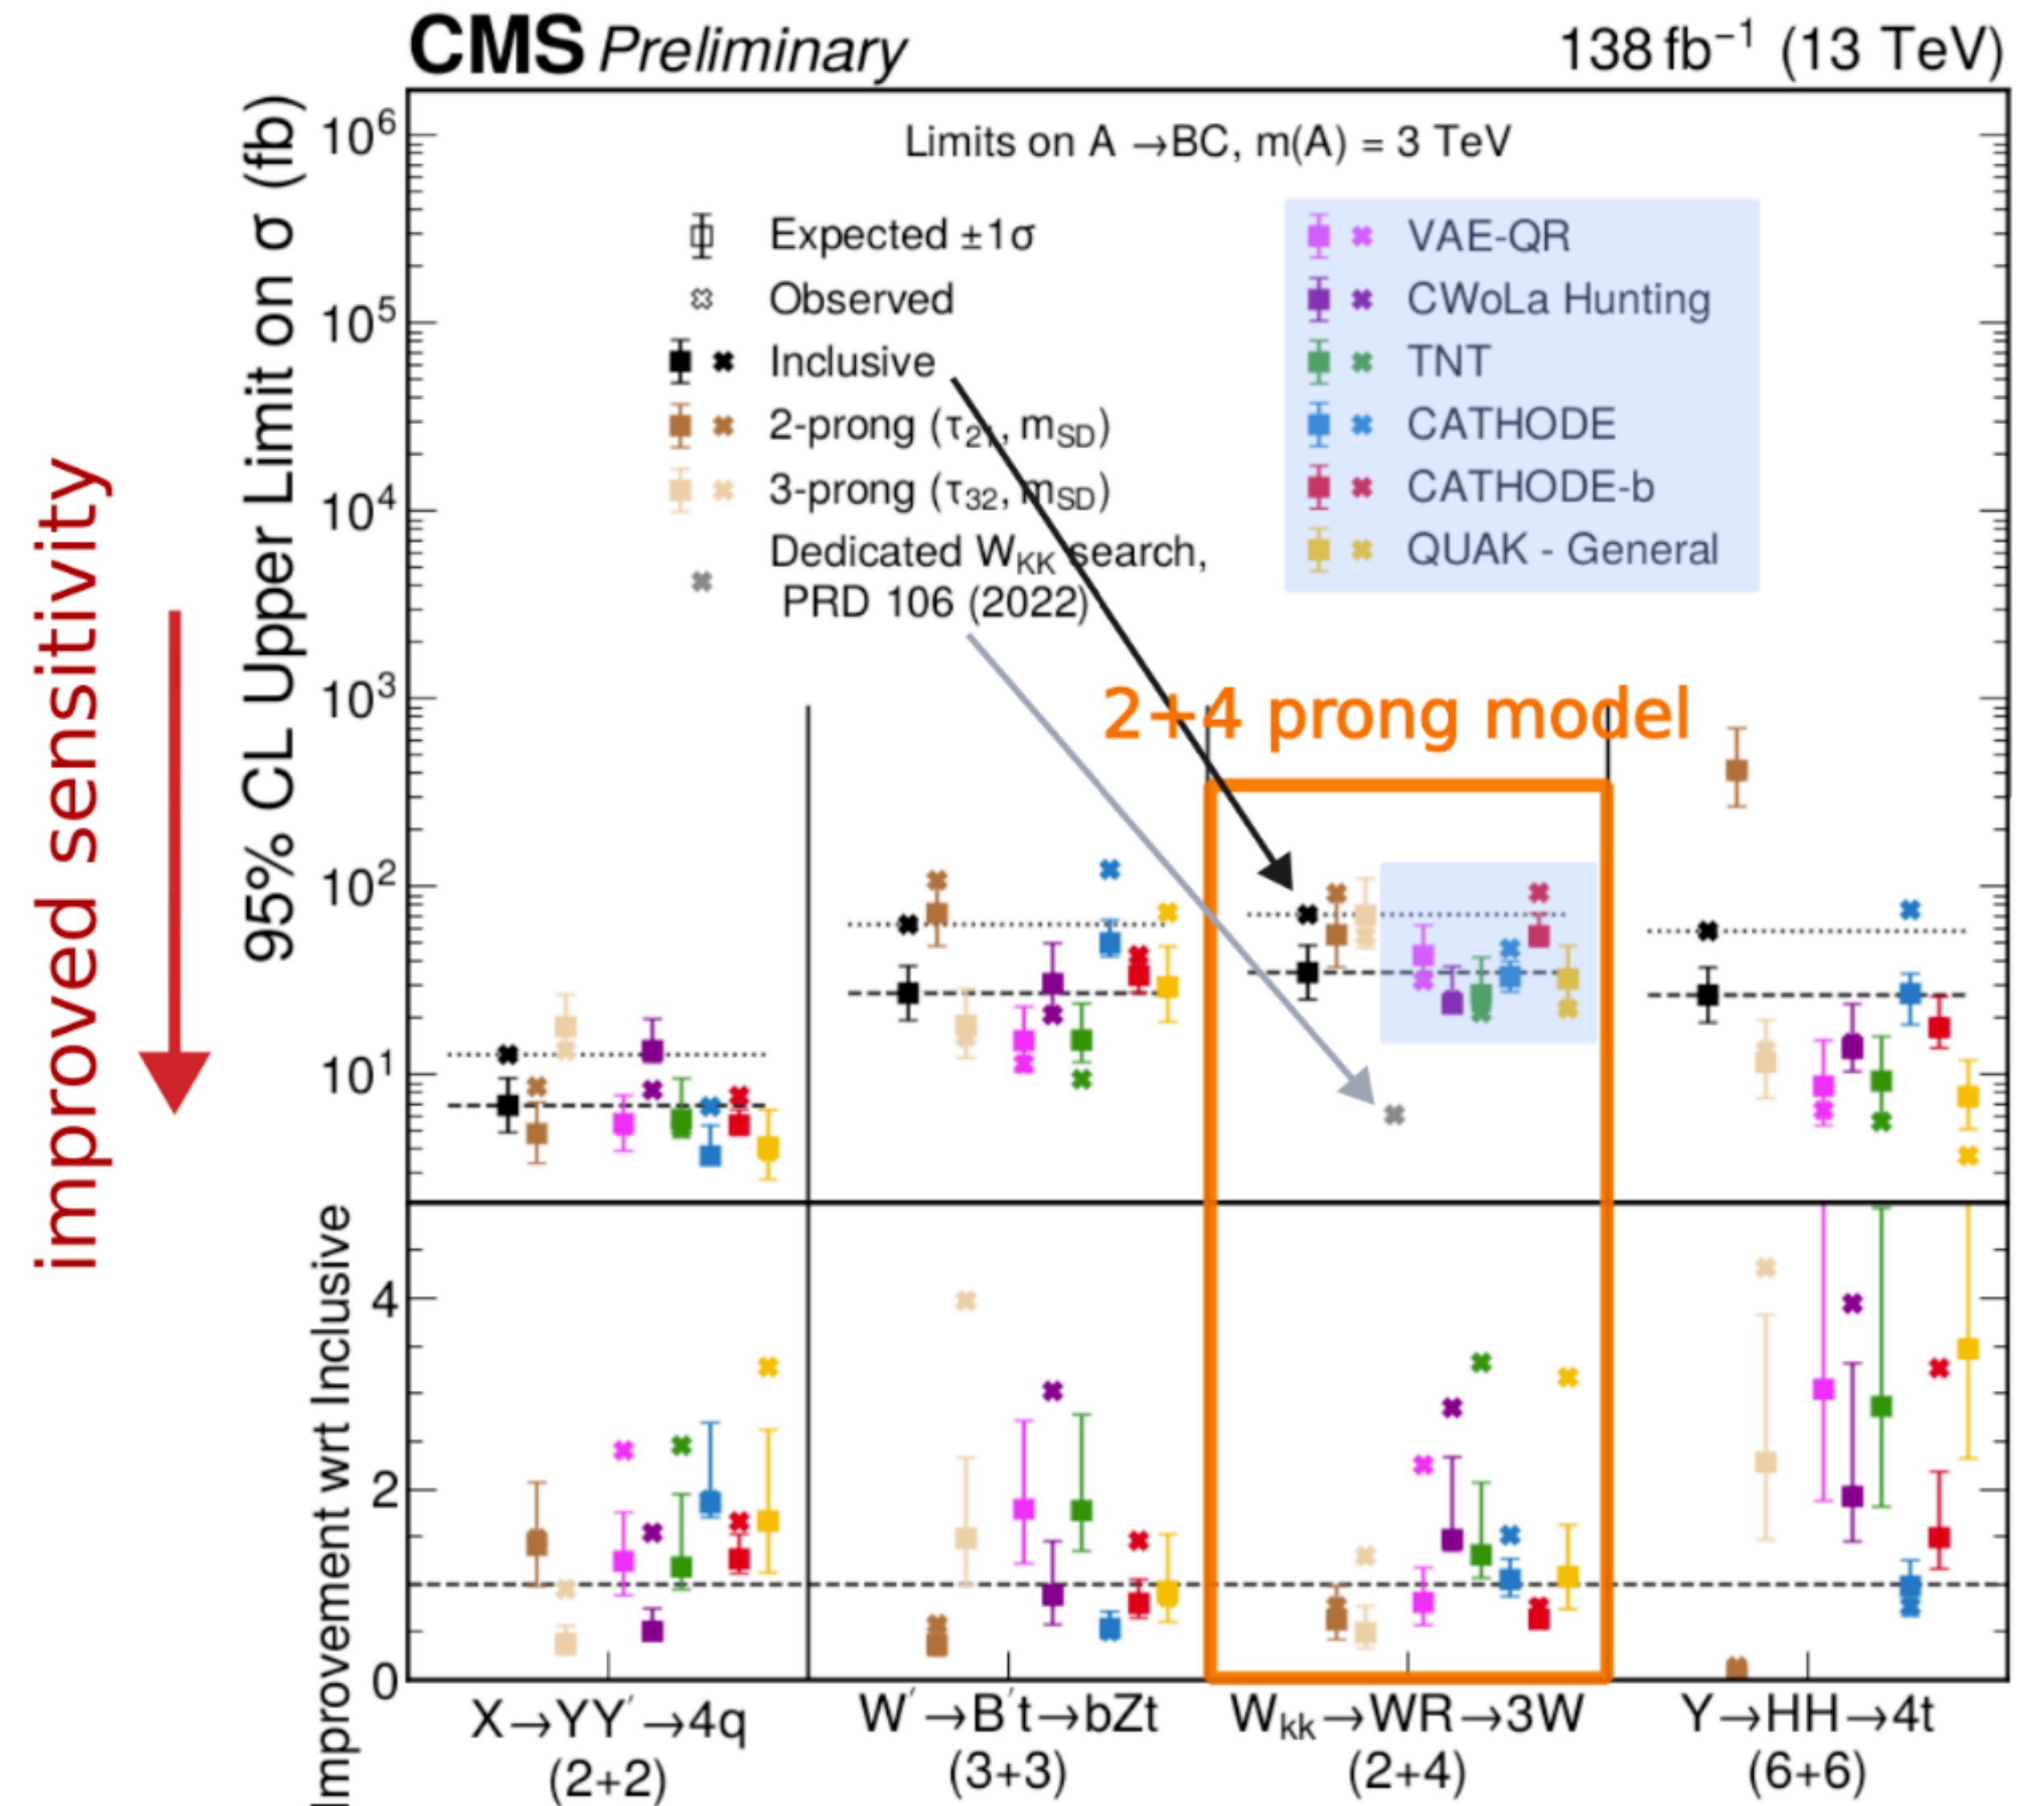 CMS Preliminary
138 fb⁻¹ (13 TeV)
improved sensitivity
95% CL Upper Limit on σ (fb)
10⁶
10⁵
10⁴
10³
10²
10¹
Limits on A →BC, m(A) = 3 TeV
Expected ±1σ
Observed
Inclusive
2-prong (τ₂₁, mSD)
3-prong (τ₃₂, mSD)
Dedicated WKK search,
PRD 106 (2022)
VAE-QR
CWoLa Hunting
TNT
CATHODE
CATHODE-b
QUAK - General
2+4 prong model
Improvement wrt Inclusive
4
2
0
X→YY′→4q
(2+2)
W′→B′t→bZt
(3+3)
Wkk→WR→3W
(2+4)
Y→HH→4t
(6+6)